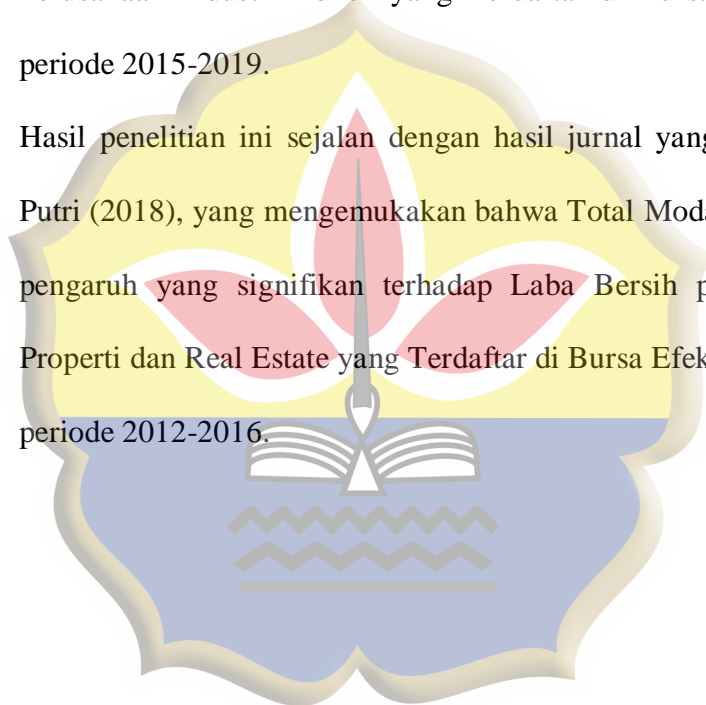 periode 2015-2019.
Hasil penelitian ini sejalan dengan hasil jurnal yang
Putri (2018), yang mengemukakan bahwa Total
pengaruh yang signifikan terhadap Laba Bersih
Properti dan Real Estate yang Terdaftar di Bursa Efek
periode 2012-2016.